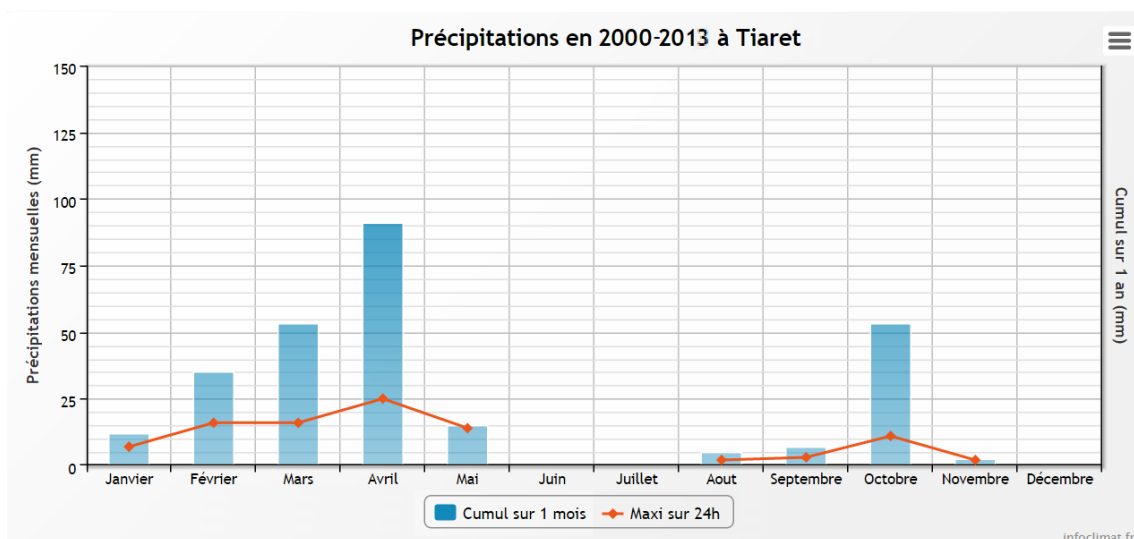 Précipitations en 2000-2013 à Tiaret
Précipitations mensuelles (mm)
150
125
100
75
50
25
0
Cumul sur 1 an (mm)
Janvier Février Mars Avril Mai Juin Juillet Aout Septembre Octobre Novembre Décembre
Cumul sur 1 mois Maxi sur 24h
infoclimat.fr